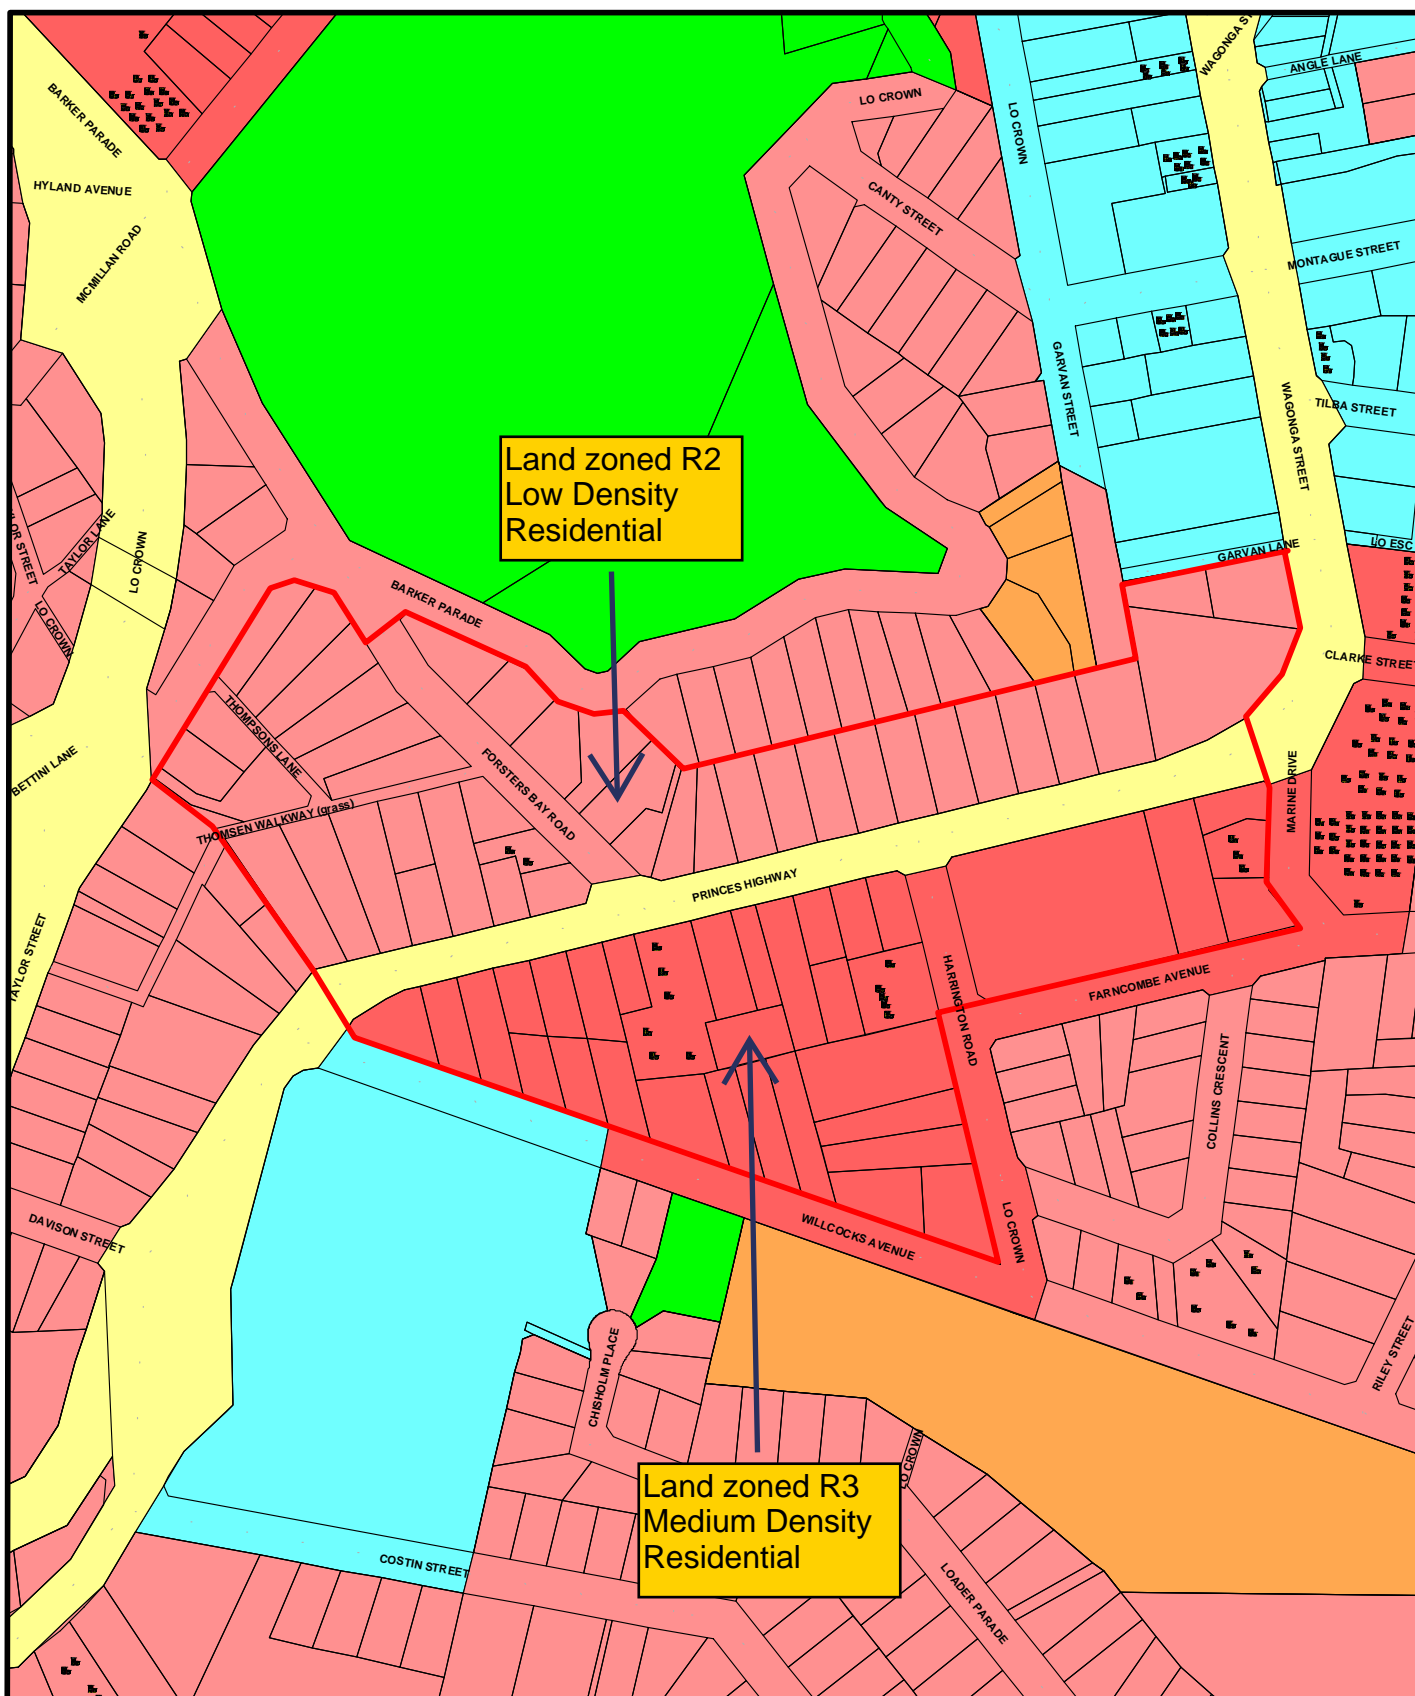 WAGONGA ST
ANGLE LANE
BARKER PARADE
LO CROWN
LO CROWN
HYLAND AVENUE
CANTY STREET
MCMILLAN ROAD
MONTAGUE STREET
GARVAN STREET
WAGONGA STREET
TILBA STREET
Land zoned R2
Low Density
Residential
LO ESC
GARVAN LANE
LOR STREET
TAYLOR LANE
LO CROWN
LO CROWN
BARKER PARADE
CLARKE STREET
THOMPSONS LANE
BETTINI LANE
FORSTERS BAY ROAD
MARINE DRIVE
THOMSEN WALKWAY (grass)
PRINCES HIGHWAY
TAYLOR STREET
HARRINGTON ROAD
FARNCOMBE AVENUE
COLLINS CRESCENT
DAVISON STREET
WILLCOCKS AVENUE
LO CROWN
CHISHOLM PLACE
RILEY STREET
LO CROWN
Land zoned R3
Medium Density
Residential
COSTIN STREET
LOADER PARADE